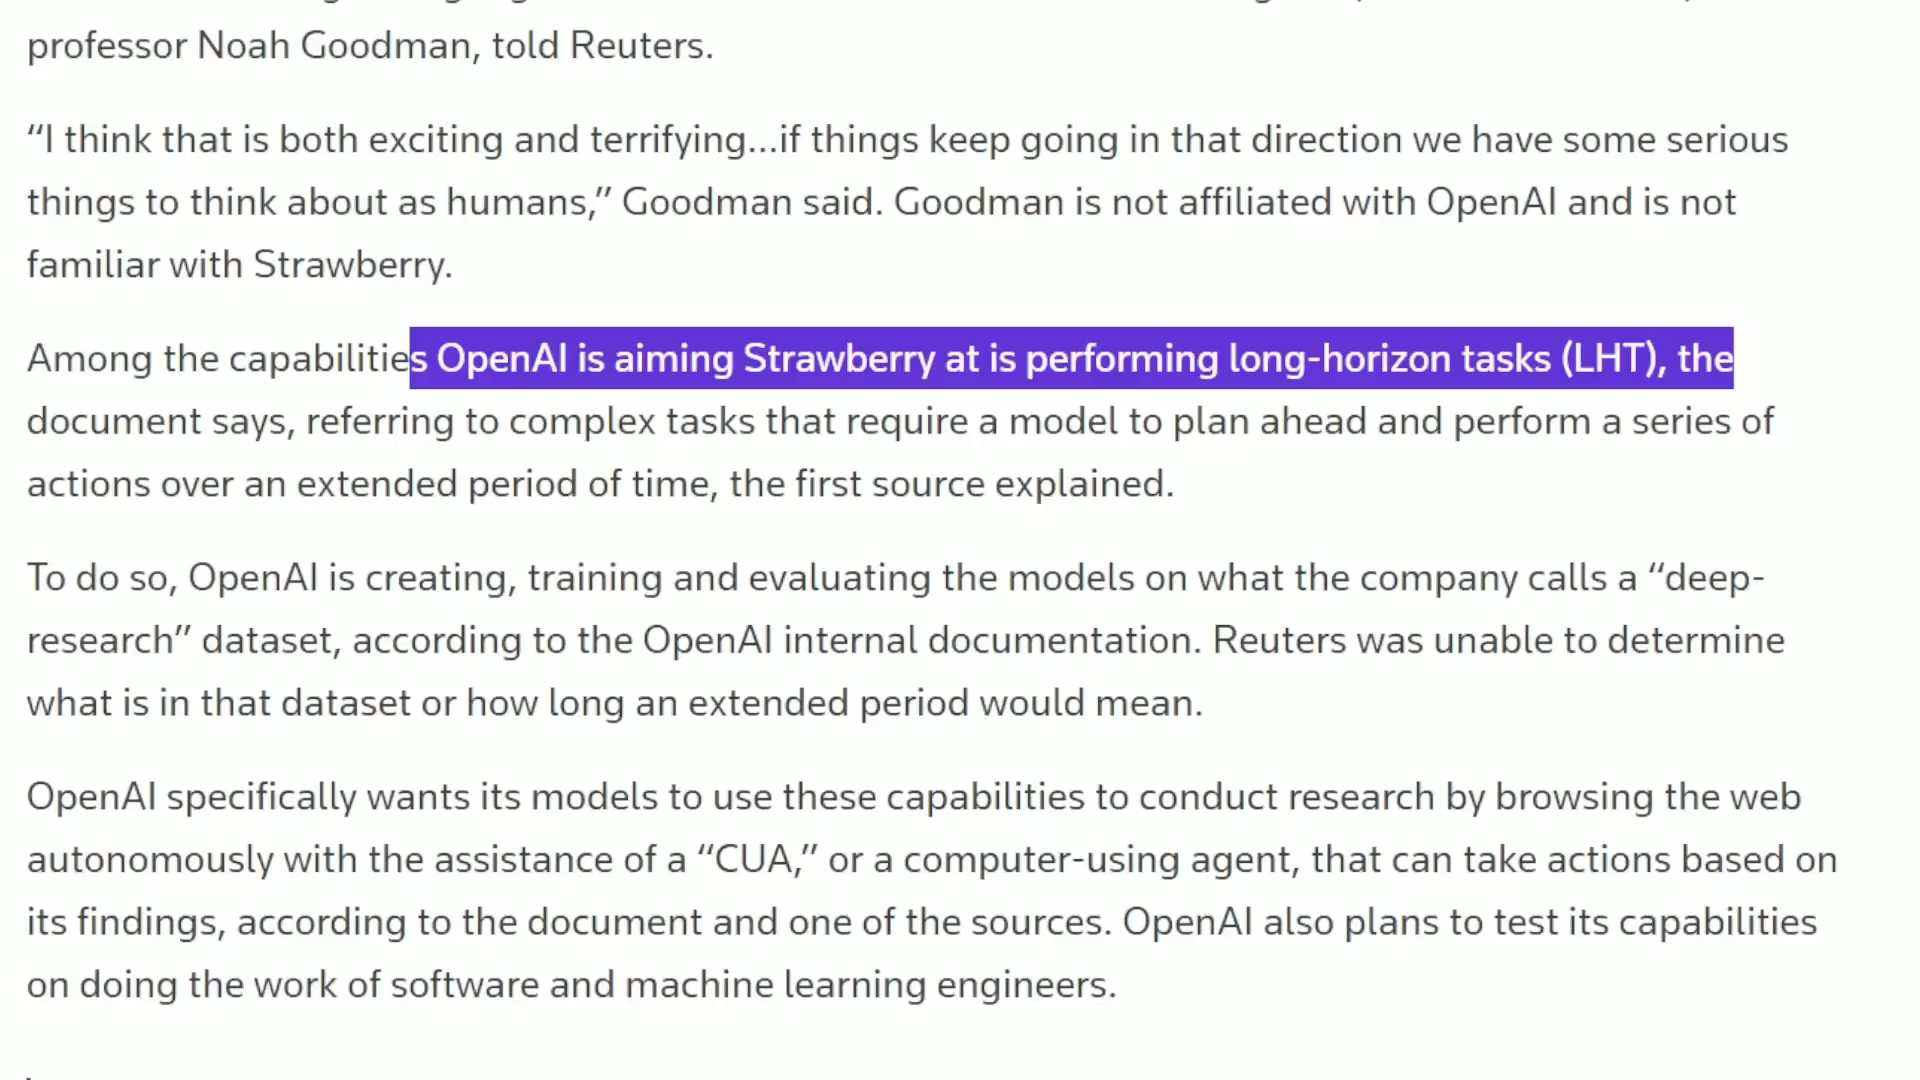 professor Noah Goodman, told Reuters.
“I think that is both exciting and terrifying…if things keep going in that direction we have some serious
things to think about as humans,” Goodman said. Goodman is not affiliated with OpenAI and is not
familiar with Strawberry.
Among the capabilities OpenAI is aiming Strawberry at is performing long-horizon tasks (LHT), the
document says, referring to complex tasks that require a model to plan ahead and perform a series of
actions over an extended period of time, the first source explained.
To do so, OpenAI is creating, training and evaluating the models on what the company calls a “deep-
research” dataset, according to the OpenAI internal documentation. Reuters was unable to determine
what is in that dataset or how long an extended period would mean.
OpenAI specifically wants its models to use these capabilities to conduct research by browsing the web
autonomously with the assistance of a “CUA,” or a computer-using agent, that can take actions based on
its findings, according to the document and one of the sources. OpenAI also plans to test its capabilities
on doing the work of software and machine learning engineers.